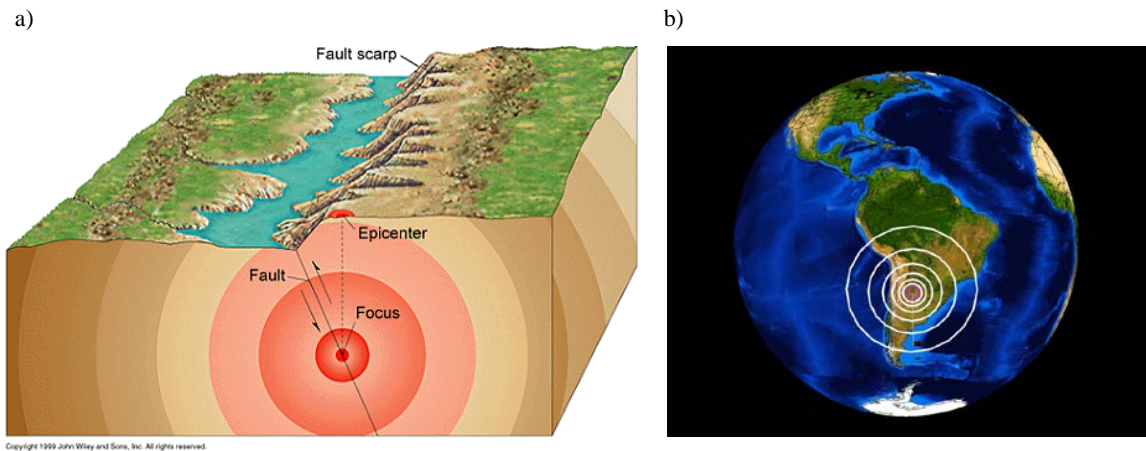 a)
b)
Fault scarp
Epicenter
Fault
Focus
Copyright 1999 John Wiley and Sons, Inc. All rights reserved.